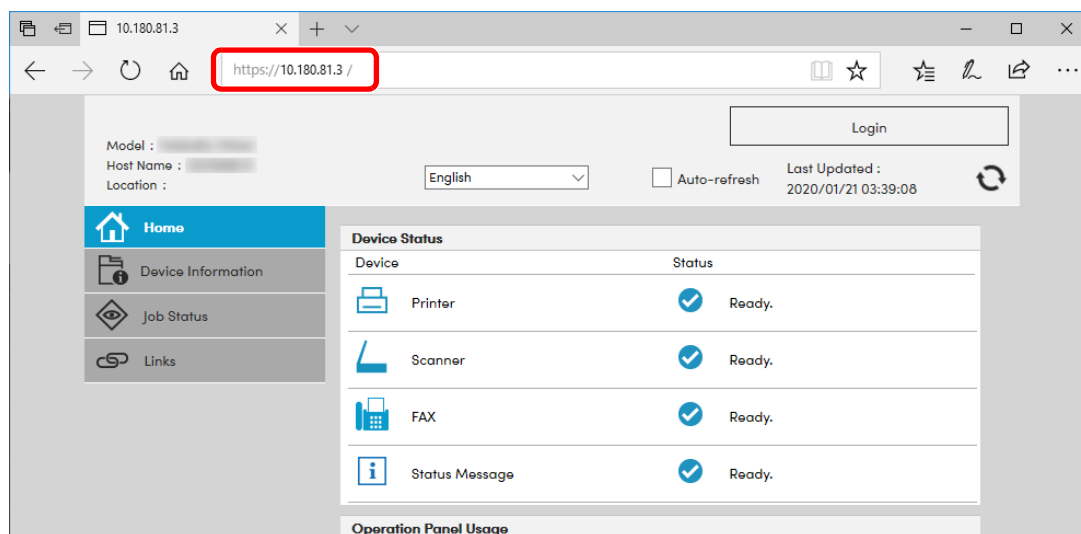 10.180.81.3
https://10.180.81.3 /
Login
Model :
Host Name :
Location :
English
Auto-refresh
Last Updated :
2020/01/21 03:39:08
Home
Device Information
Job Status
Links
Device Status
Device Status
Printer Ready.
Scanner Ready.
FAX Ready.
Status Message Ready.
Operation Panel Usage